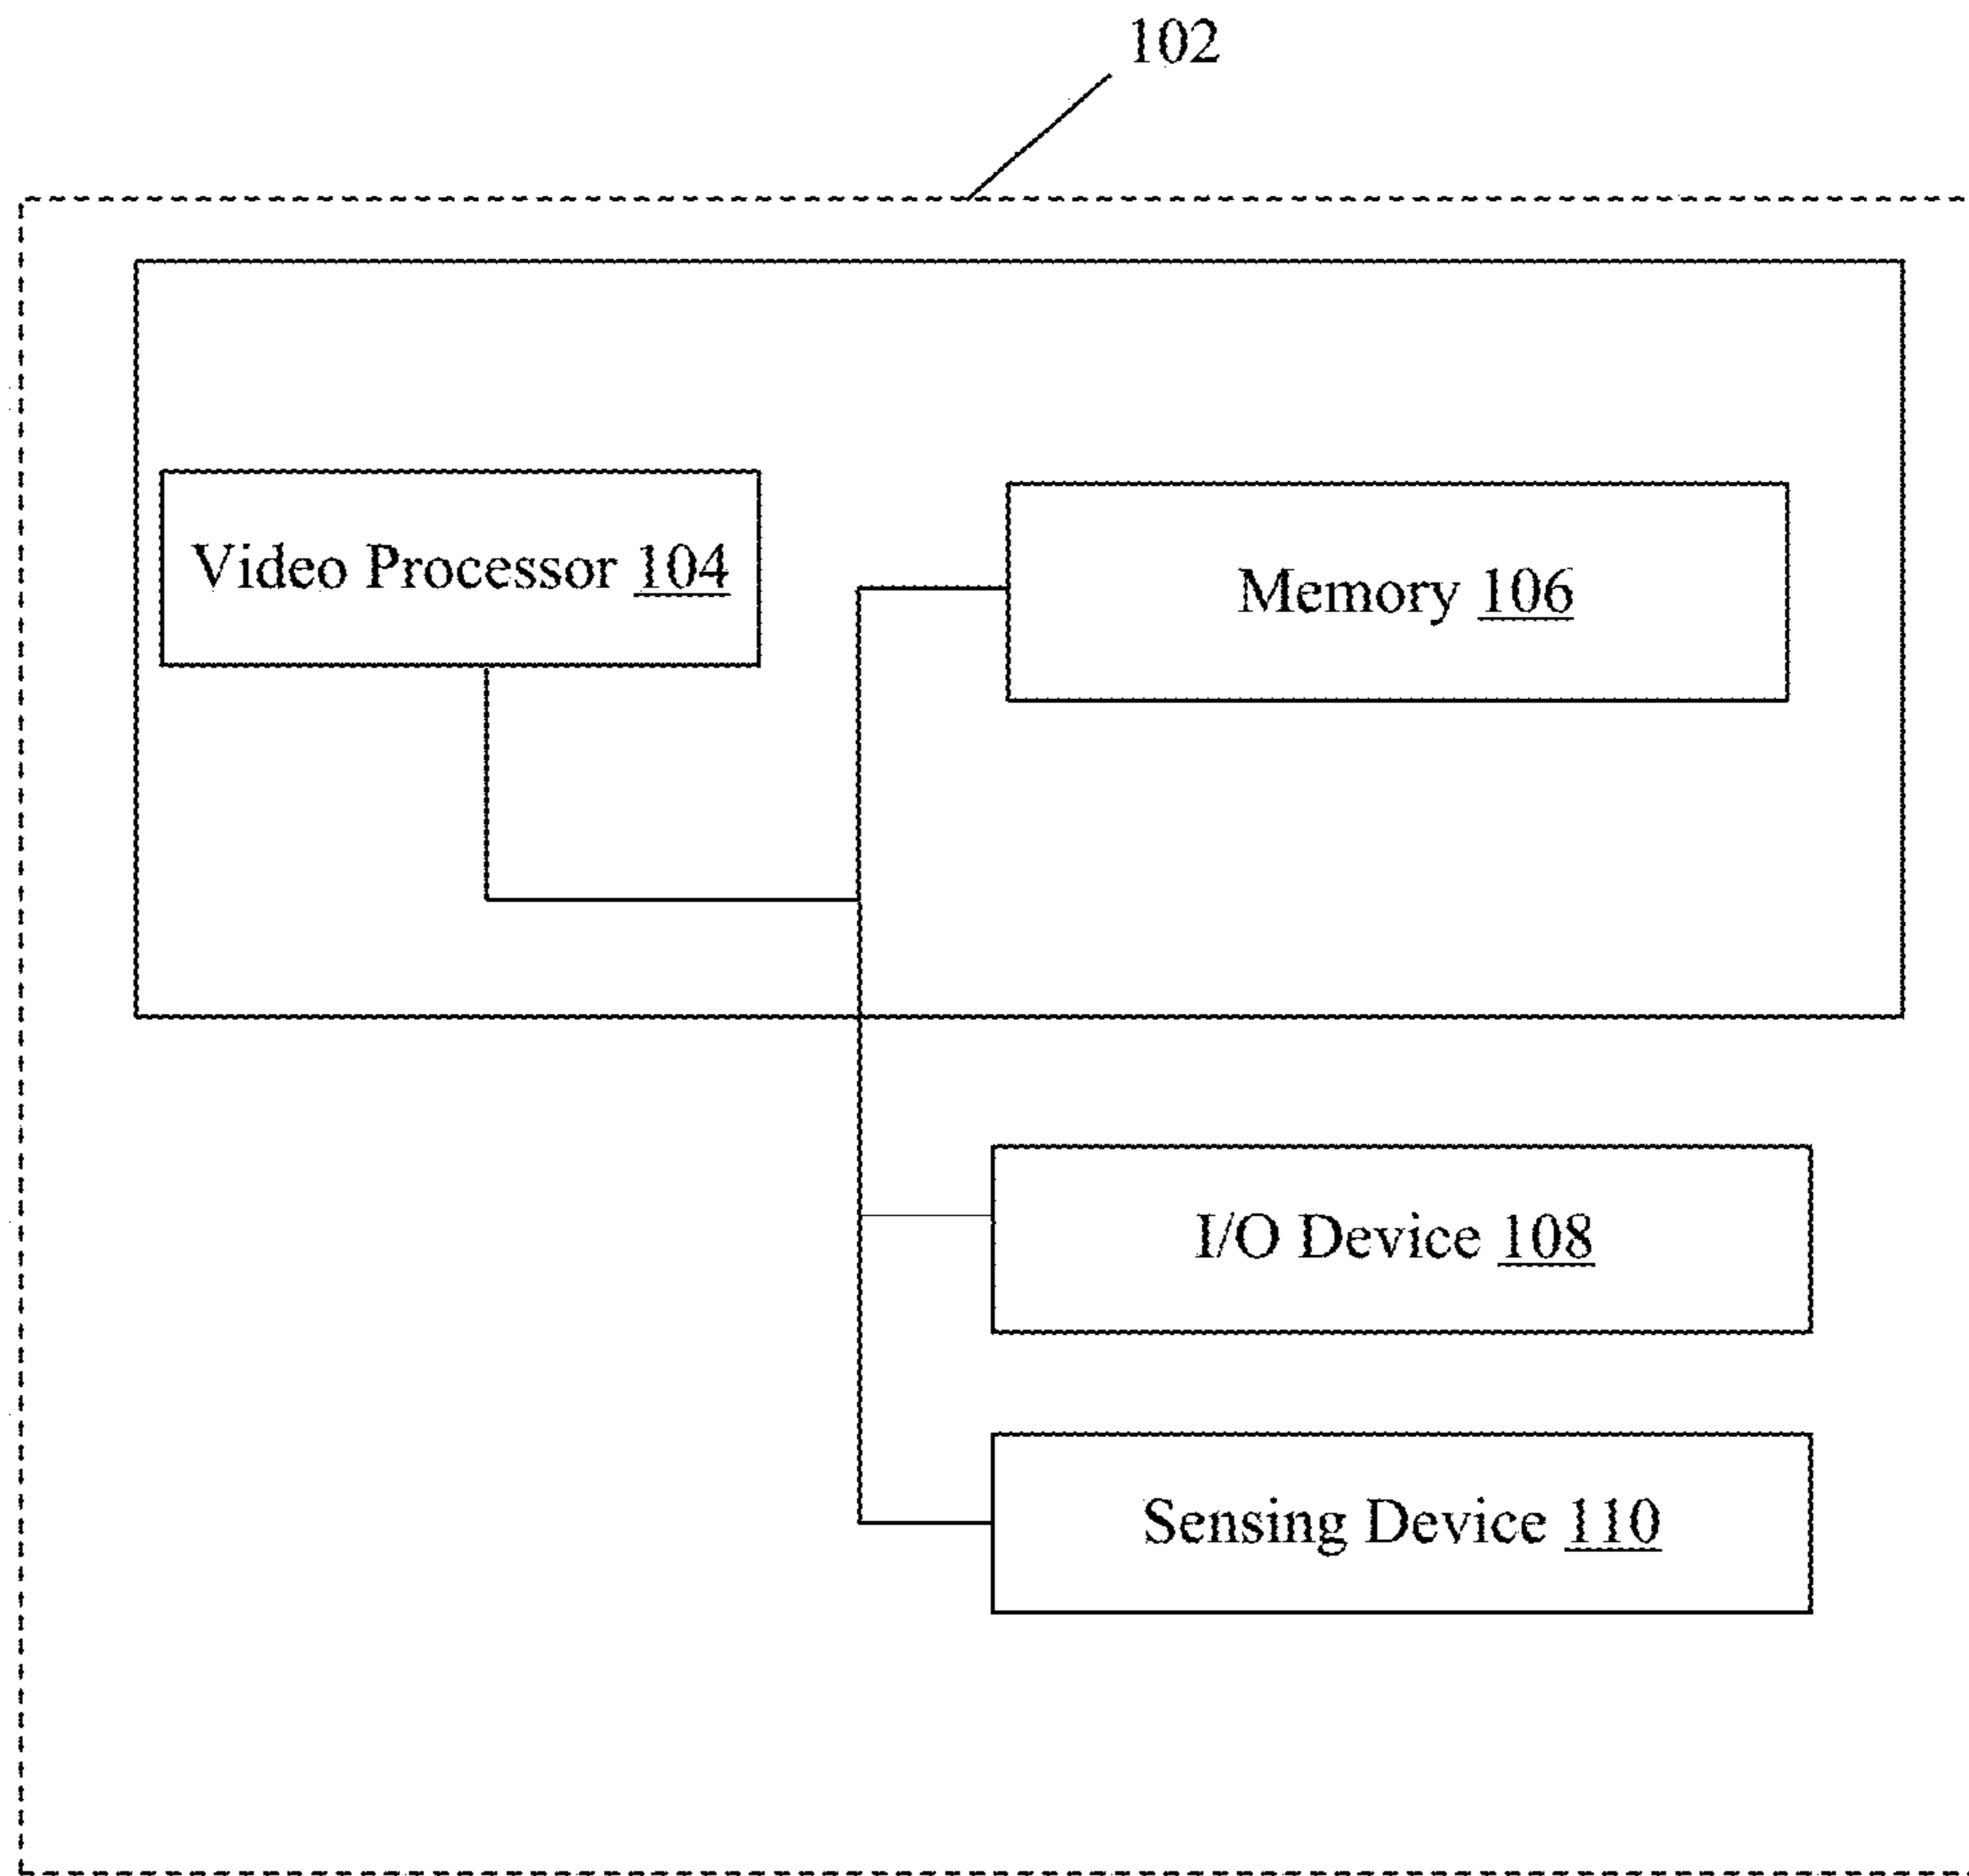 102
Video Processor 104
Memory 106
I/O Device 108
Sensing Device 110